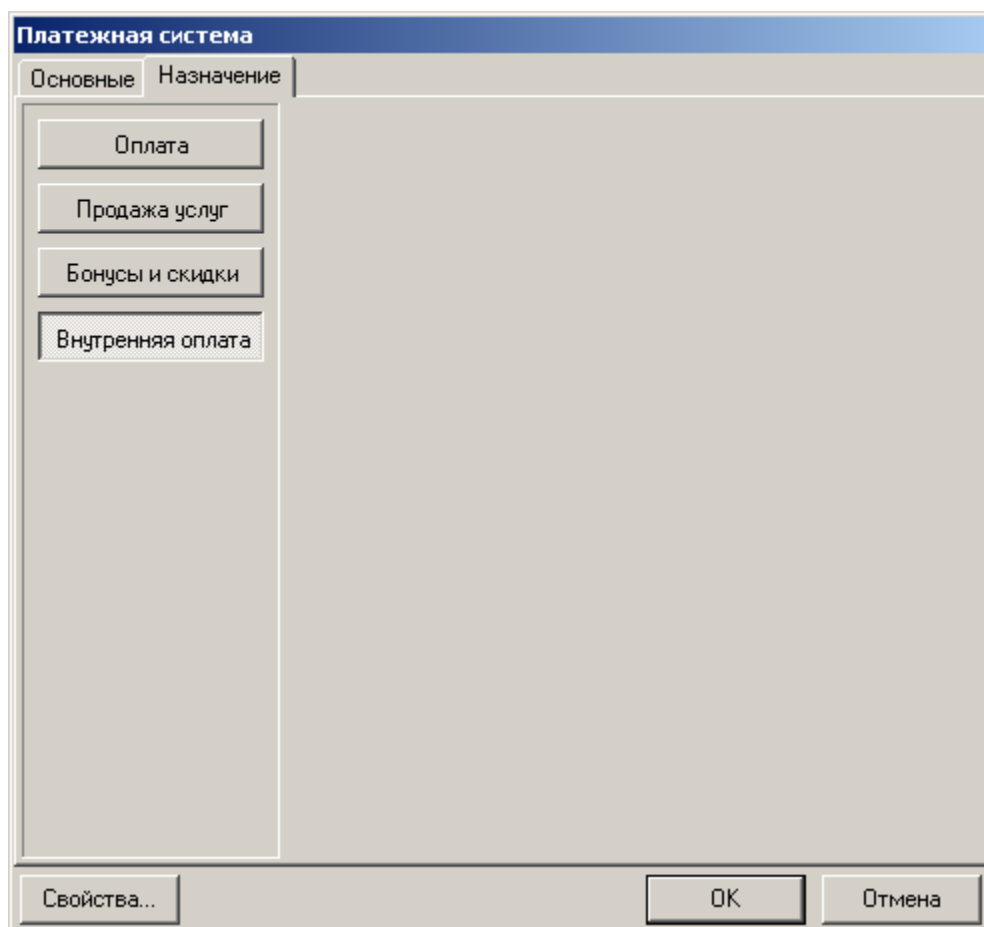 Платежная система
Основные Назначение
Оплата
Продажа услуг
Бонусы и скидки
Внутренняя оплата
Свойства... OK Отмена